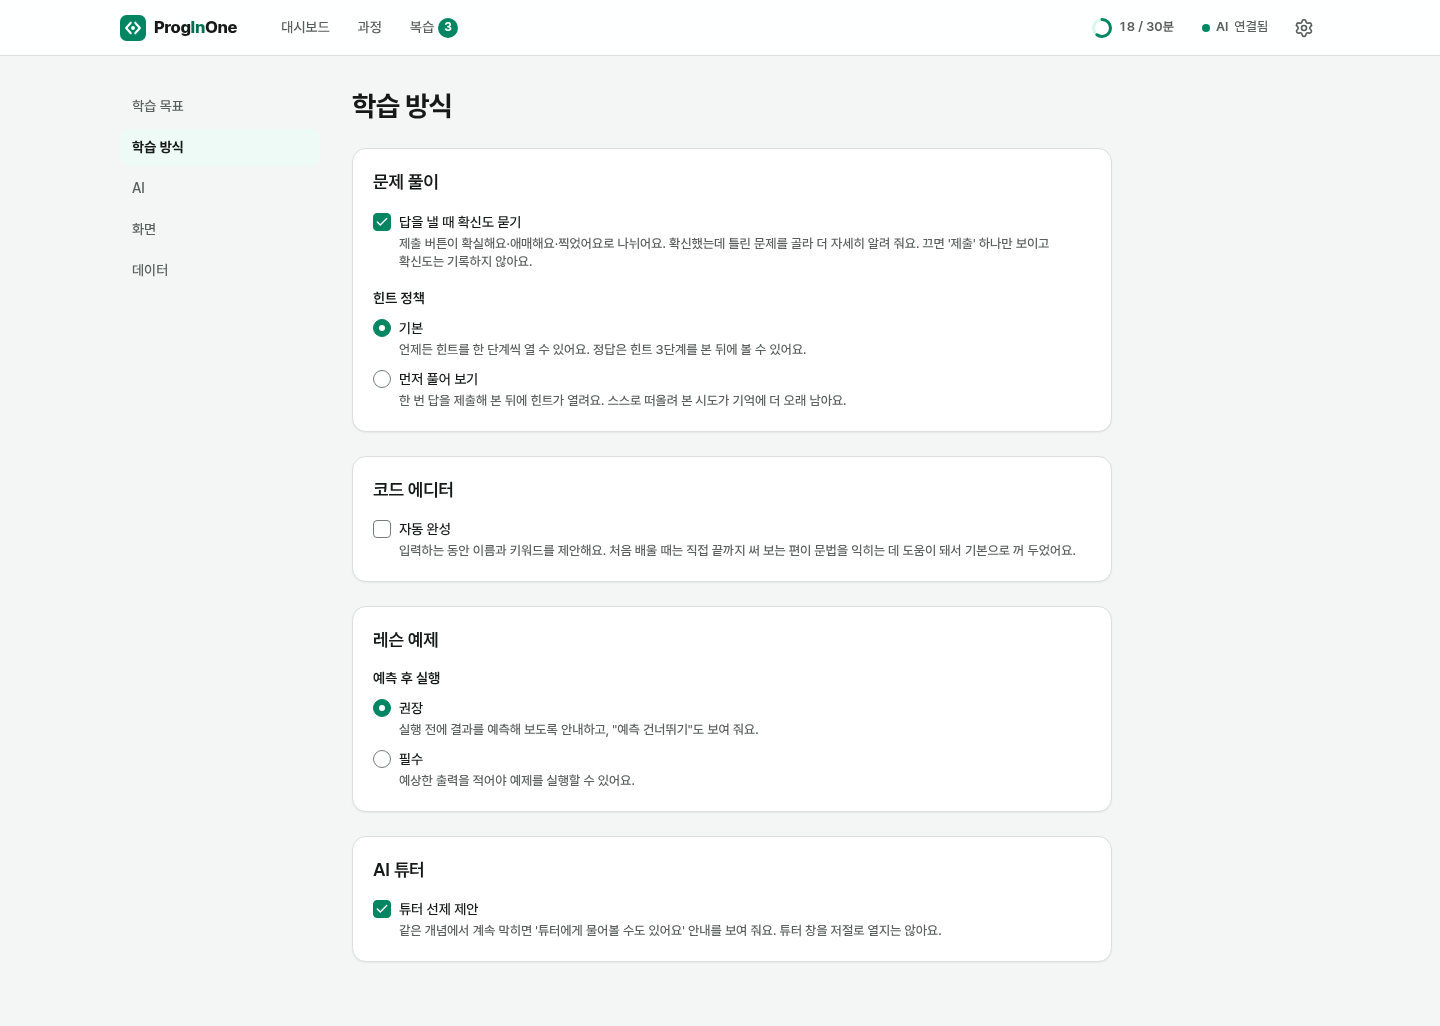 ProgInOne
대시보드
과정
복습 3
18 / 30분
AI 연결됨
학습 목표
학습 방식
AI
화면
데이터
학습 방식
문제 풀이
답을 낼 때 확신도 묻기
제출 버튼이 확실해요·애매해요·찍었어요로 나뉘어요. 확신했는데 틀린 문제를 골라 더 자세히 알려 줘요. 끄면 '제출' 하나만 보이고
확신도는 기록하지 않아요.
힌트 정책
기본
언제든 힌트를 한 단계씩 열 수 있어요. 정답은 힌트 3단계를 본 뒤에 볼 수 있어요.
먼저 풀어 보기
한 번 답을 제출해 본 뒤에 힌트가 열려요. 스스로 떠올려 본 시도가 기억에 더 오래 남아요.
코드 에디터
자동 완성
입력하는 동안 이름과 키워드를 제안해요. 처음 배울 때는 직접 끝까지 써 보는 편이 문법을 익히는 데 도움이 돼서 기본으로 꺼 두었어요.
레슨 예제
예측 후 실행
권장
실행 전에 결과를 예측해 보도록 안내하고, "예측 건너뛰기"도 보여 줘요.
필수
예상한 출력을 적어야 예제를 실행할 수 있어요.
AI 튜터
튜터 선제 제안
같은 개념에서 계속 막히면 '튜터에게 물어볼 수도 있어요' 안내를 보여 줘요. 튜터 창을 저절로 열지는 않아요.